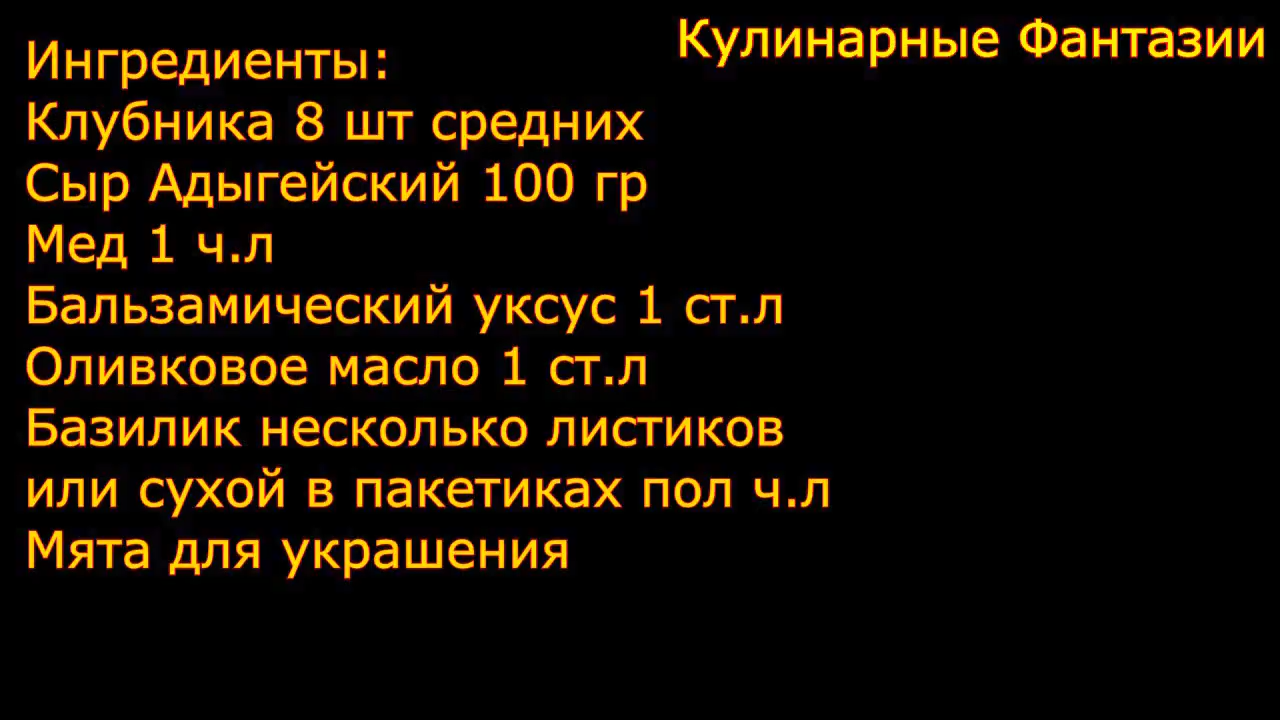 Кулинарные Фантазии
Ингредиенты:
Клубника 8 шт средних
Сыр Адыгейский 100 гр
Мед 1 ч.л
Бальзамический уксус 1 ст.л
Оливковое масло 1 ст.л
Базилик несколько листиков
или сухой в пакетиках пол ч.л
Мята для украшения